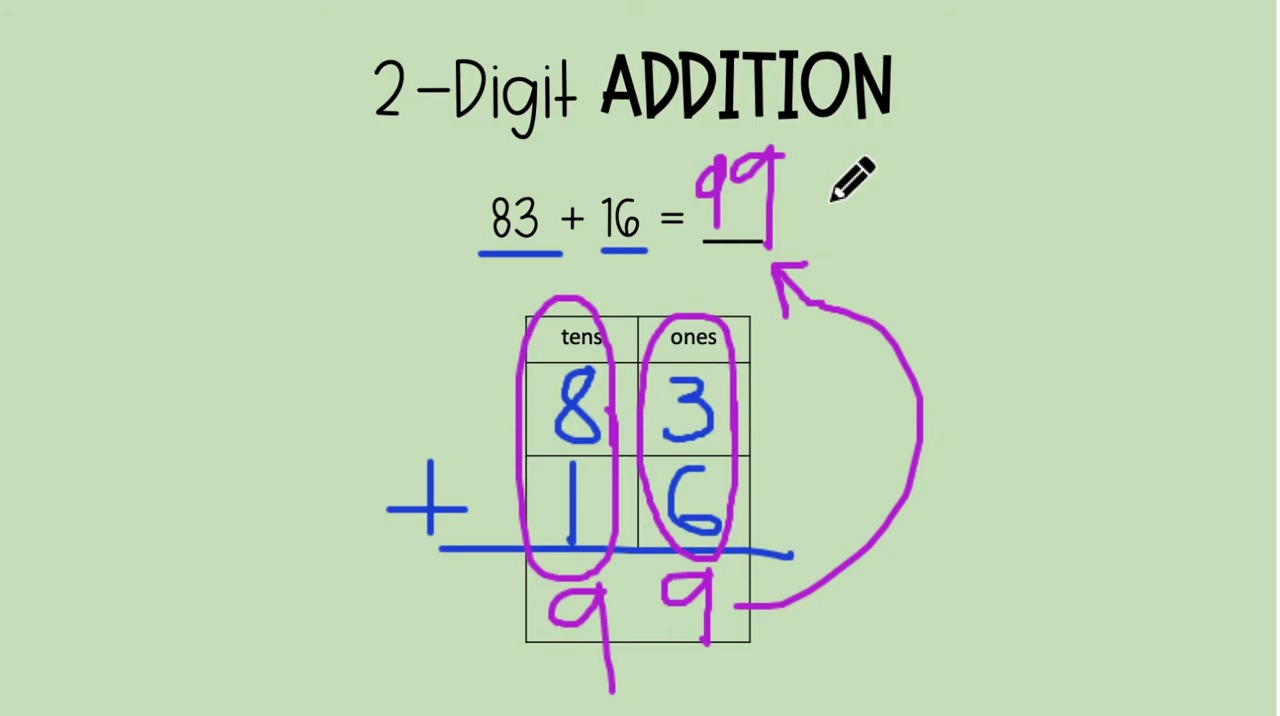 2-Digit ADDITION
83 + 16 = 99
tens ones
8 3
+ 1 6
9 9